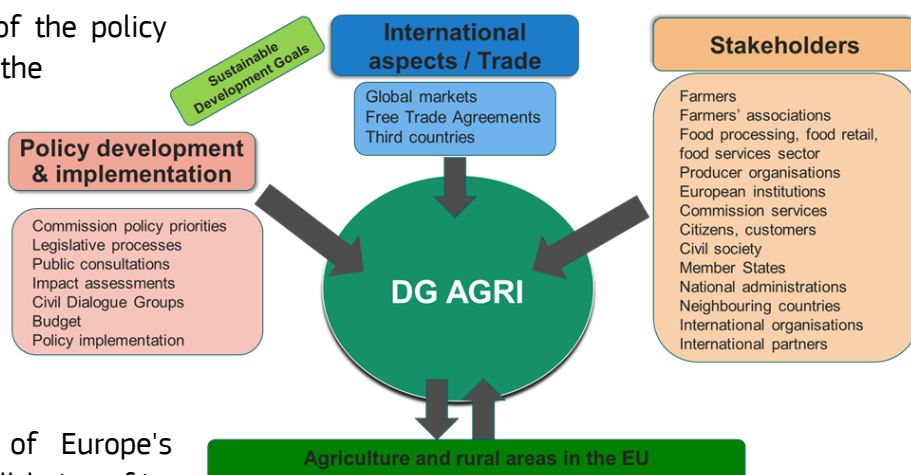 of the policy
the
Sustainable
Development Goals
International
aspects / Trade
Global markets
Free Trade Agreements
Third countries
Stakeholders
Farmers
Farmers' associations
Food processing, food retail,
food services sector
Producer organisations
European institutions
Commission services
Citizens, customers
Civil society
Member States
National administrations
Neighbouring countries
International organisations
International partners
Policy development
& implementation
Commission policy priorities
Legislative processes
Public consultations
Impact assessments
Civil Dialogue Groups
Budget
Policy implementation
DG AGRI
of Europe's
Agriculture and rural areas in the EU